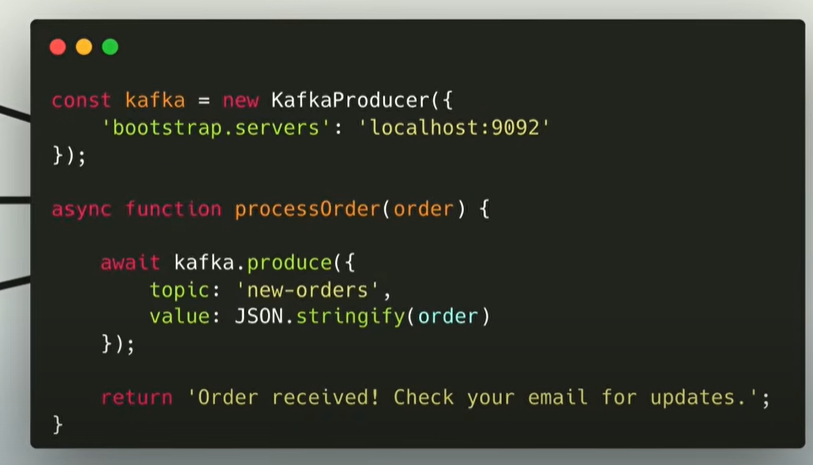 const kafka = new KafkaProducer({
    'bootstrap.servers': 'localhost:9092'
});
async function processOrder(order) {
    await kafka.produce({
        topic: 'new-orders',
        value: JSON.stringify(order)
    });
    return 'Order received! Check your email for updates.';
}